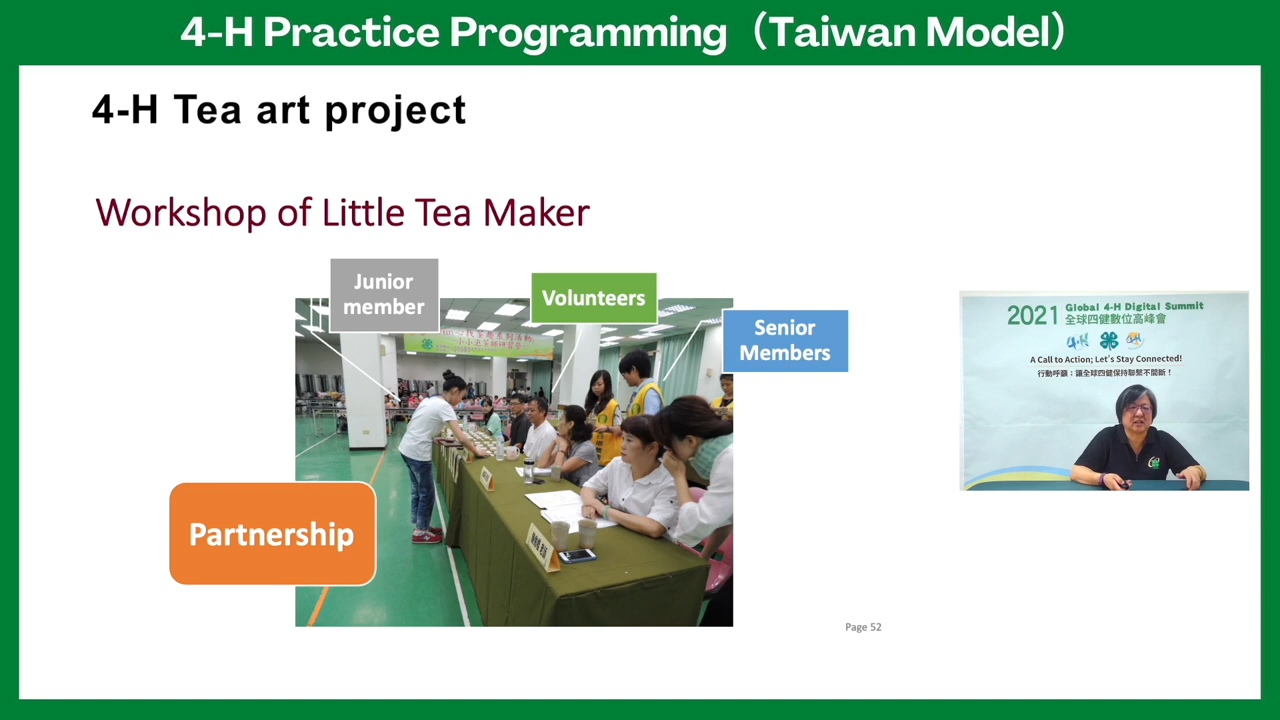 4-H Practice Programming（Taiwan Model）
4-H Tea art project
Workshop of Little Tea Maker
Junior
member
Volunteers
Senior
Members
Partnership
2021 Global 4-H Digital Summit
全球四健數位高峰會
A Call to Action; Let's Stay Connected!
行動呼籲：讓全球四健保持聯繫不間斷！
Page 52